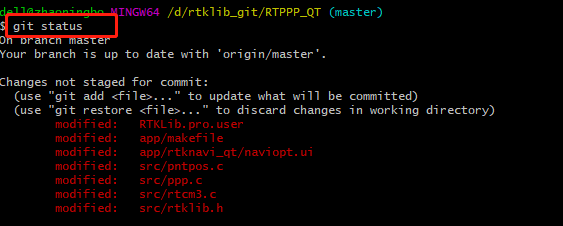 dell@zhaoningbo MINGW64 /d/rtklib_git/RTPPP_QT (master)
$ git status
On branch master
Your branch is up to date with 'origin/master'.
Changes not staged for commit:
(use "git add <file>..." to update what will be committed)
(use "git restore <file>..." to discard changes in working directory)
modified: RTKLib.pro.user
modified: app/makefile
modified: app/rtknavi_qt/naviopt.ui
modified: src/pntpos.c
modified: src/ppp.c
modified: src/rtcm3.c
modified: src/rtklib.h